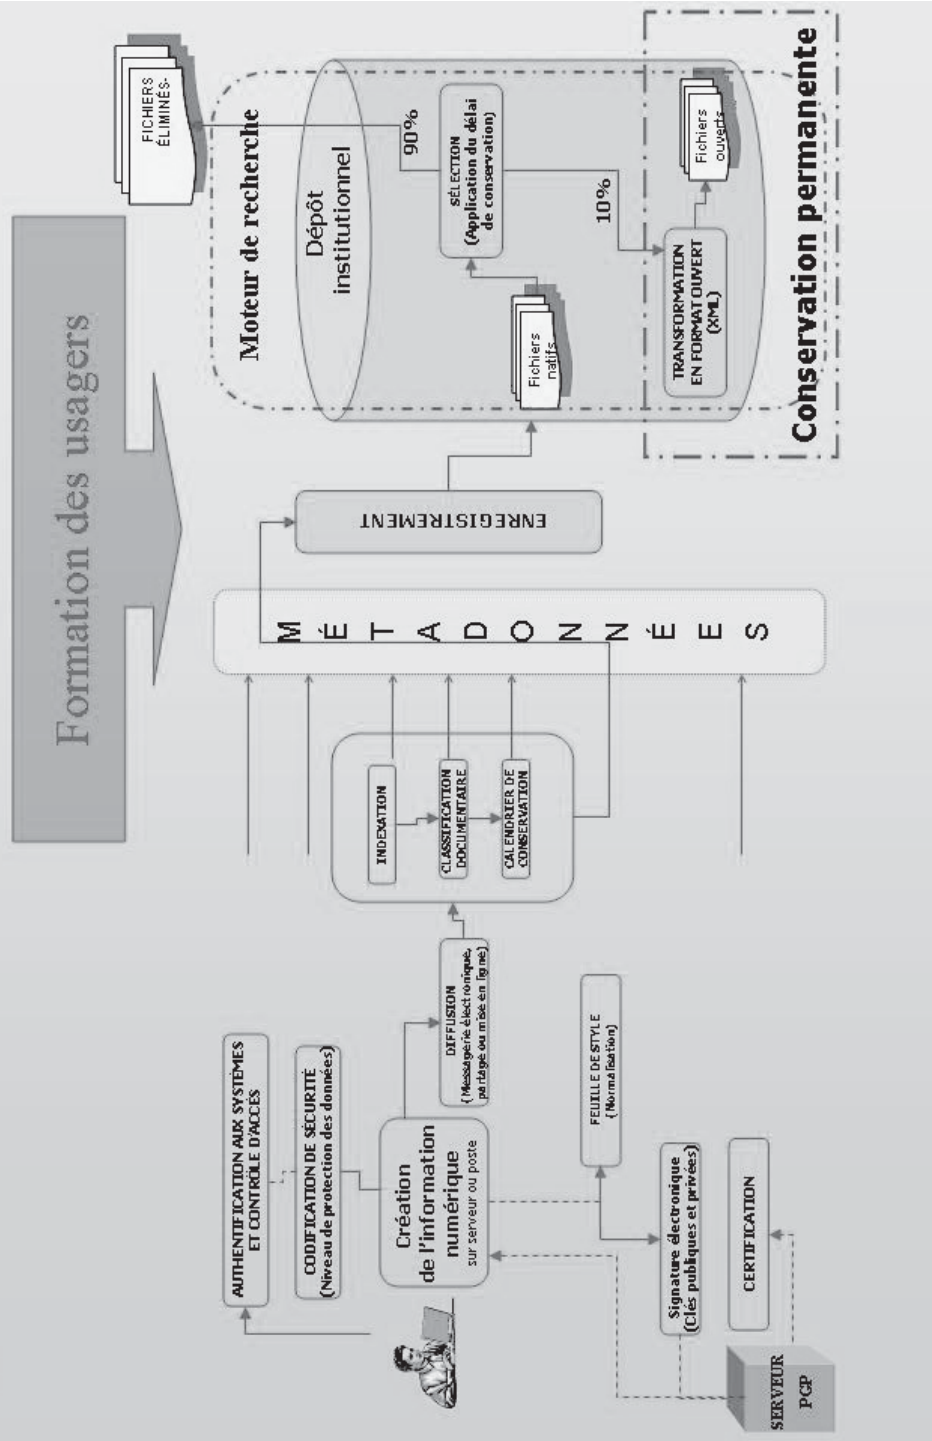 Formation des usagers
FICHIERS
ÉLIMINÉS-
AUTHENTIFICATION AUX SYSTÈMES
ET CONTRÔLE D'ACCÈS
CODIFICATION DE SÉCURITÉ
(Niveau de protection des données)
Création
de l'information
numérique
sur serveur ou poste
DIFFUSION
(Messagerie électronique,
partagé ou mise en ligne)
FEUILLE DE STYLE
(Normalisation)
Signature électronique
(Clés publiques et privées)
CERTIFICATION
SERVEUR
PGP
INDEXATION
CLASSIFICATION
DOCUMENTAIRE
CALENDRIER DE
CONSERVATION
MÉTADONNÉES
ENREGISTREMENT
Moteur de recherche
Dépôt
institutionnel
90%
SÉLECTION
(Application du délai
de conservation)
Fichiers
natifs
10%
TRANSFORMATION
EN FORMAT OUVERT
(XML)
Fichiers
ouverts
Conservation permanente